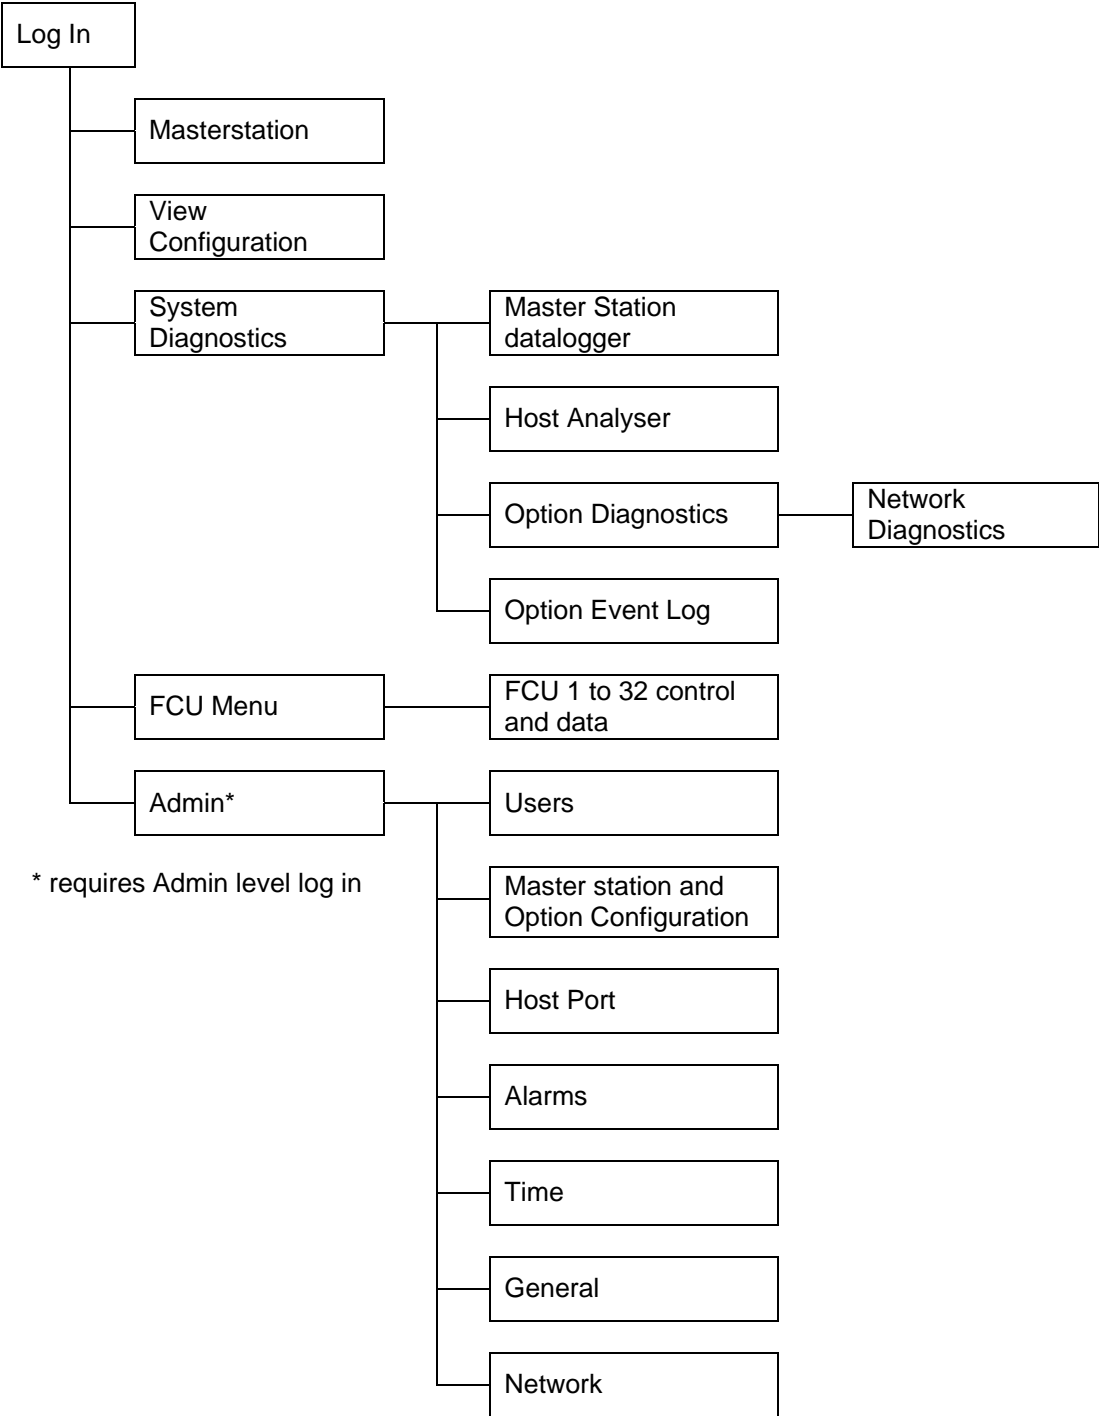 Log In
Masterstation
View
Configuration
System
Diagnostics
Master Station
datalogger
Host Analyser
Option Diagnostics
Network
Diagnostics
Option Event Log
FCU Menu
FCU 1 to 32 control
and data
Admin*
Users
* requires Admin level log in
Master station and
Option Configuration
Host Port
Alarms
Time
General
Network